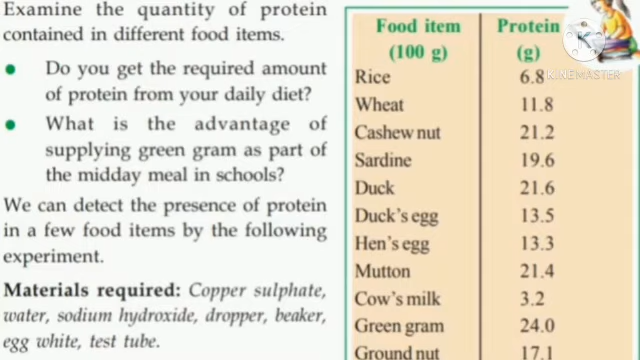 Examine the quantity of protein
contained in different food items.
● Do you get the required amount
of protein from your daily diet?
● What is the advantage of
supplying green gram as part of
the midday meal in schools?
We can detect the presence of protein
in a few food items by the following
experiment.
Materials required: Copper sulphate,
water, sodium hydroxide, dropper, beaker,
egg white, test tube.
Food item Protein
(100 g) (g)
Rice 6.8
Wheat 11.8
Cashew nut 21.2
Sardine 19.6
Duck 21.6
Duck's egg 13.5
Hen's egg 13.3
Mutton 21.4
Cow's milk 3.2
Green gram 24.0
Ground nut 17.1
KINEMASTER